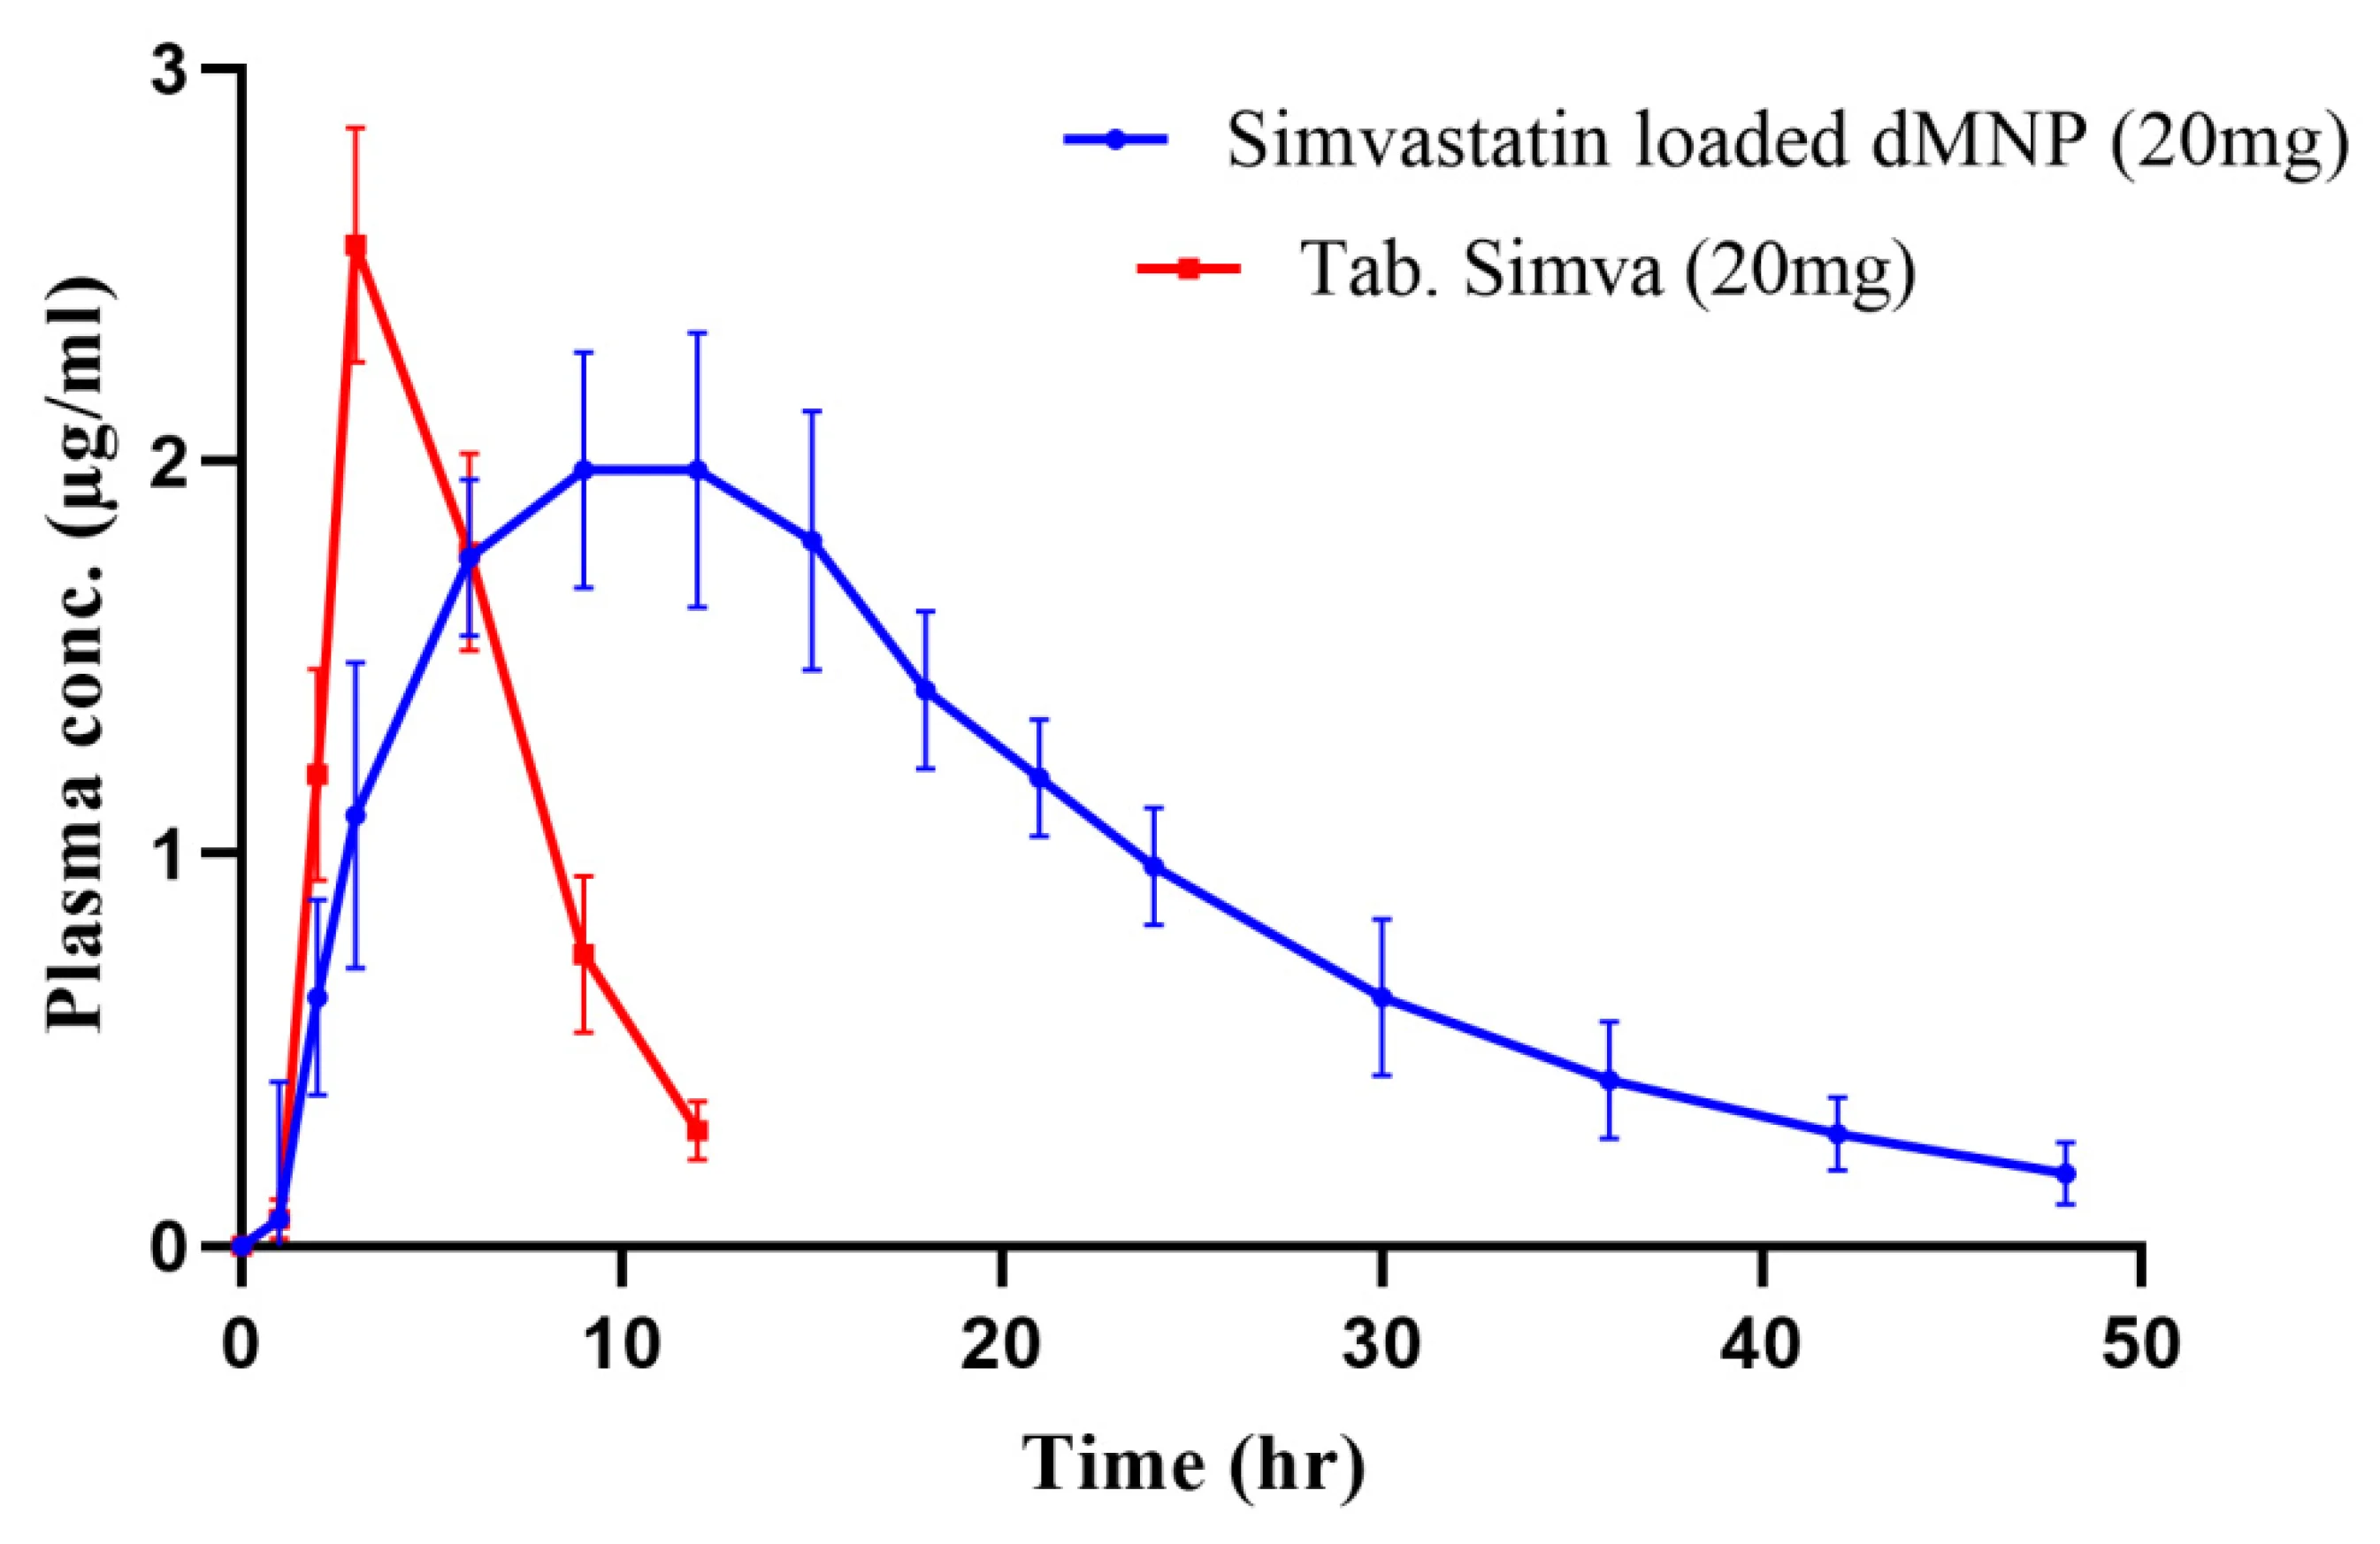 3
2
1
0
Plasma conc. (µg/ml)
Simvastatin loaded dMNP (20mg)
Tab. Simva (20mg)
0 10 20 30 40 50
Time (hr)